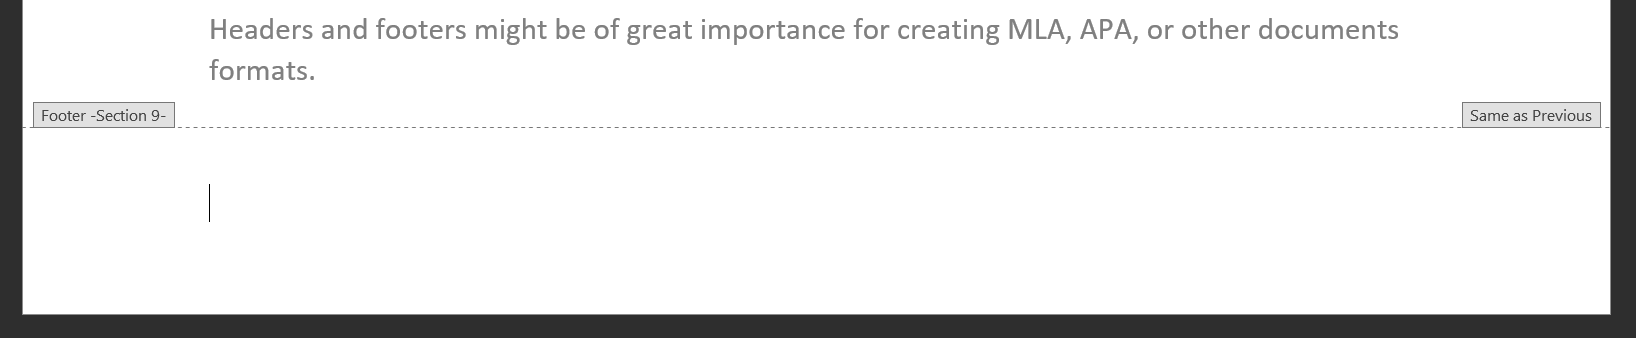 Headers and footers might be of great importance for creating MLA, APA, or other documents
formats.
Footer -Section 9-
Same as Previous